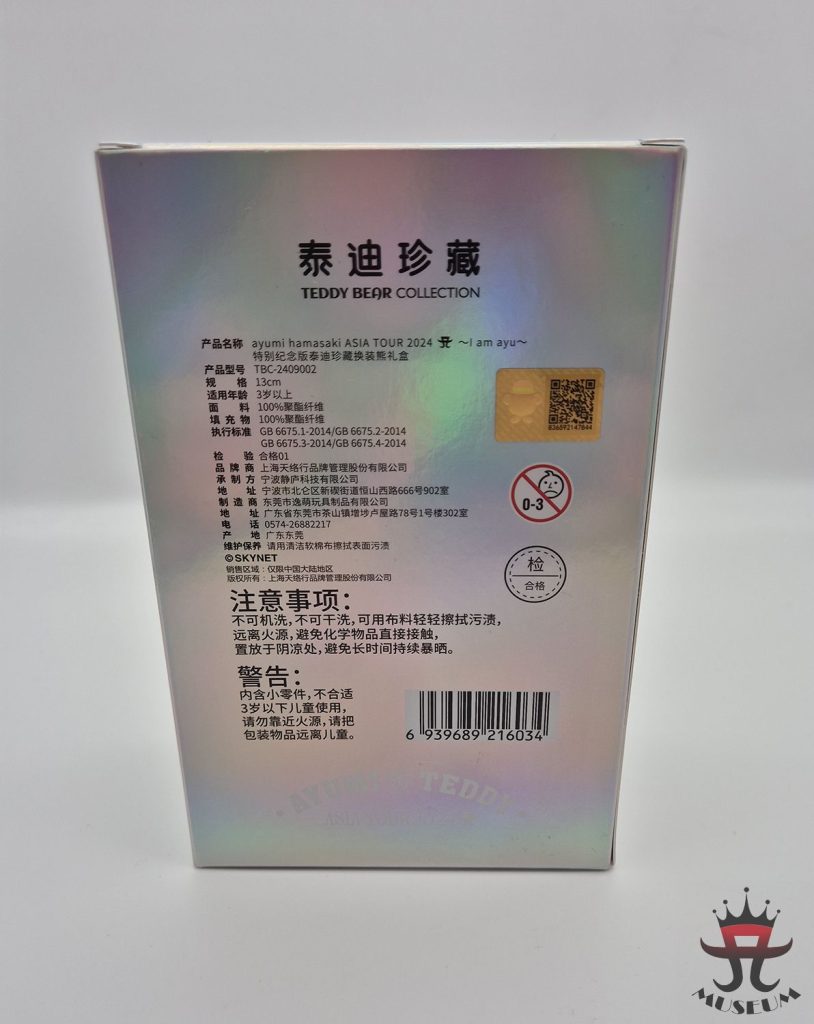 泰迪珍藏
TEDDY BEAR COLLECTION
产品名称 ayumi hamasaki ASIA TOUR 2024 A ～I am ayu～
特别纪念版泰迪珍藏换装熊礼盒
产品型号 TBC-2409002
规 格 13cm
适用年龄 3岁以上
面 料 100%聚酯纤维
填 充 物 100%聚酯纤维
执行标准 GB 6675.1-2014/GB 6675.2-2014
GB 6675.3-2014/GB 6675.4-2014
检 验 合格01
品 牌 商 上海天络行品牌管理股份有限公司
承 制 方 宁波静庐科技有限公司
地 址 宁波市北仑区新碶街道恒山西路666号902室
制 造 商 东莞市逸萌玩具制品有限公司
地 址 广东省东莞市茶山镇增埗卢屋路78号1号楼302室
电 话 0574-26882217
产 地 广东东莞
维护保养 请用清洁软棉布擦拭表面污渍
©SKYNET
销售区域：仅限中国大陆地区
版权所有：上海天络行品牌管理股份有限公司
836692147844
0-3
检
合格
注意事项：
不可机洗，不可干洗，可用布料轻轻擦拭污渍，
远离火源，避免化学物品直接接触，
置放于阴凉处，避免长时间持续暴晒。
警告：
内含小零件，不合适
3岁以下儿童使用，
请勿靠近火源，请把
包装物品远离儿童。
6 939689 216034
AYUMI TEDDY
ASIA TOUR
MUSEUM